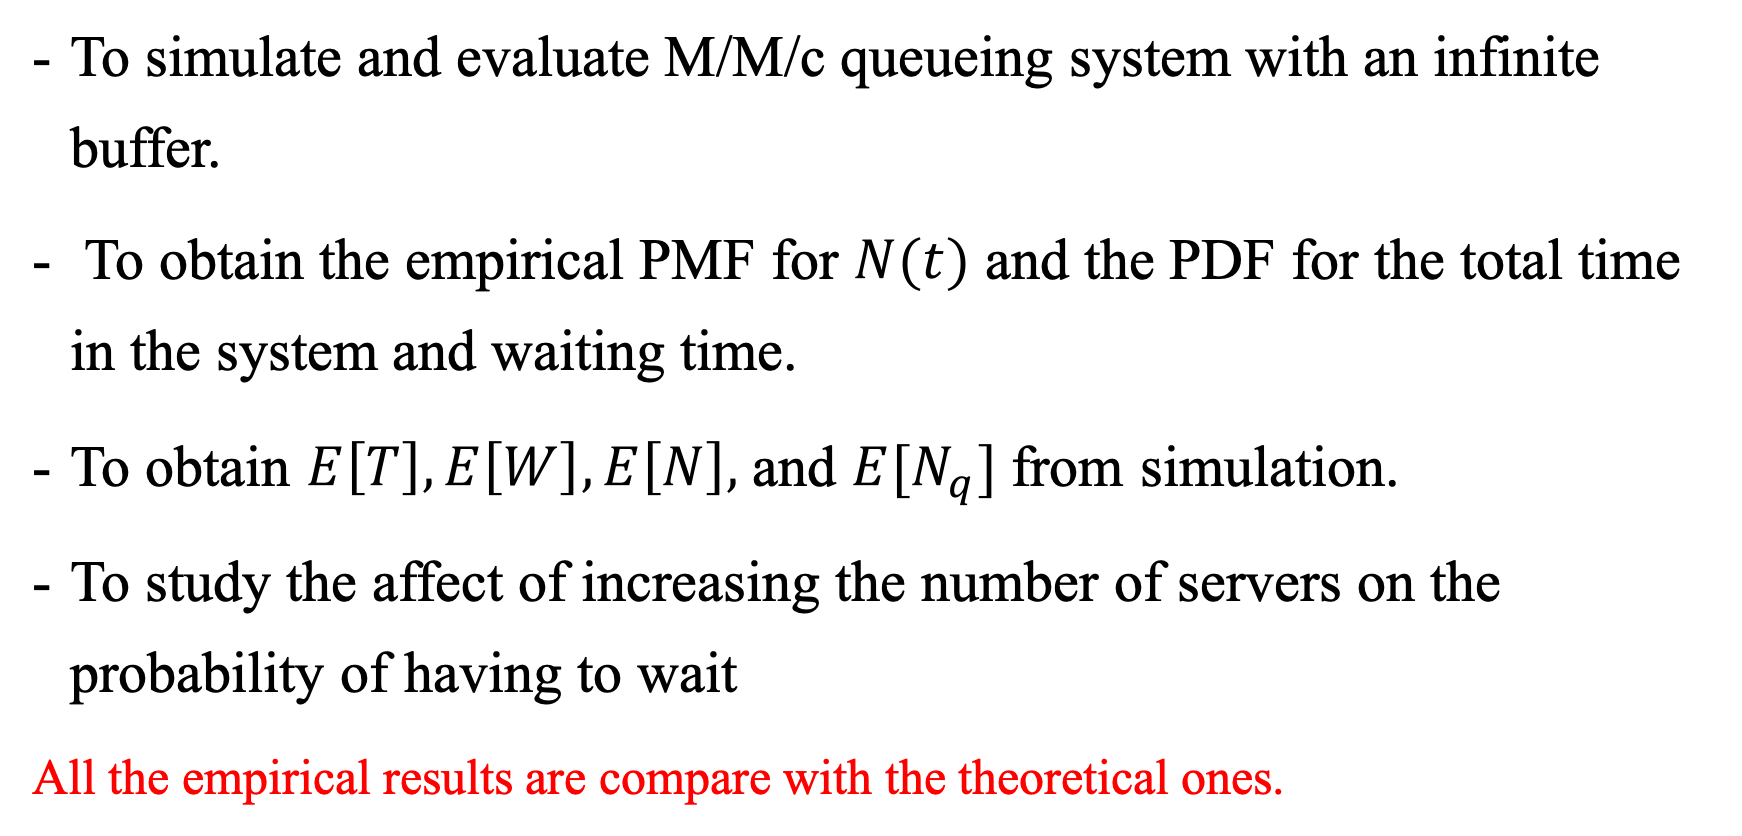 - To simulate and evaluate M/M/c queueing system with an infinite
buffer.
- To obtain the empirical PMF for N(t) and the PDF for the total time
in the system and waiting time.
- To obtain E[T], E[W], E[N], and E[N_q] from simulation.
- To study the affect of increasing the number of servers on the
probability of having to wait
All the empirical results are compare with the theoretical ones.